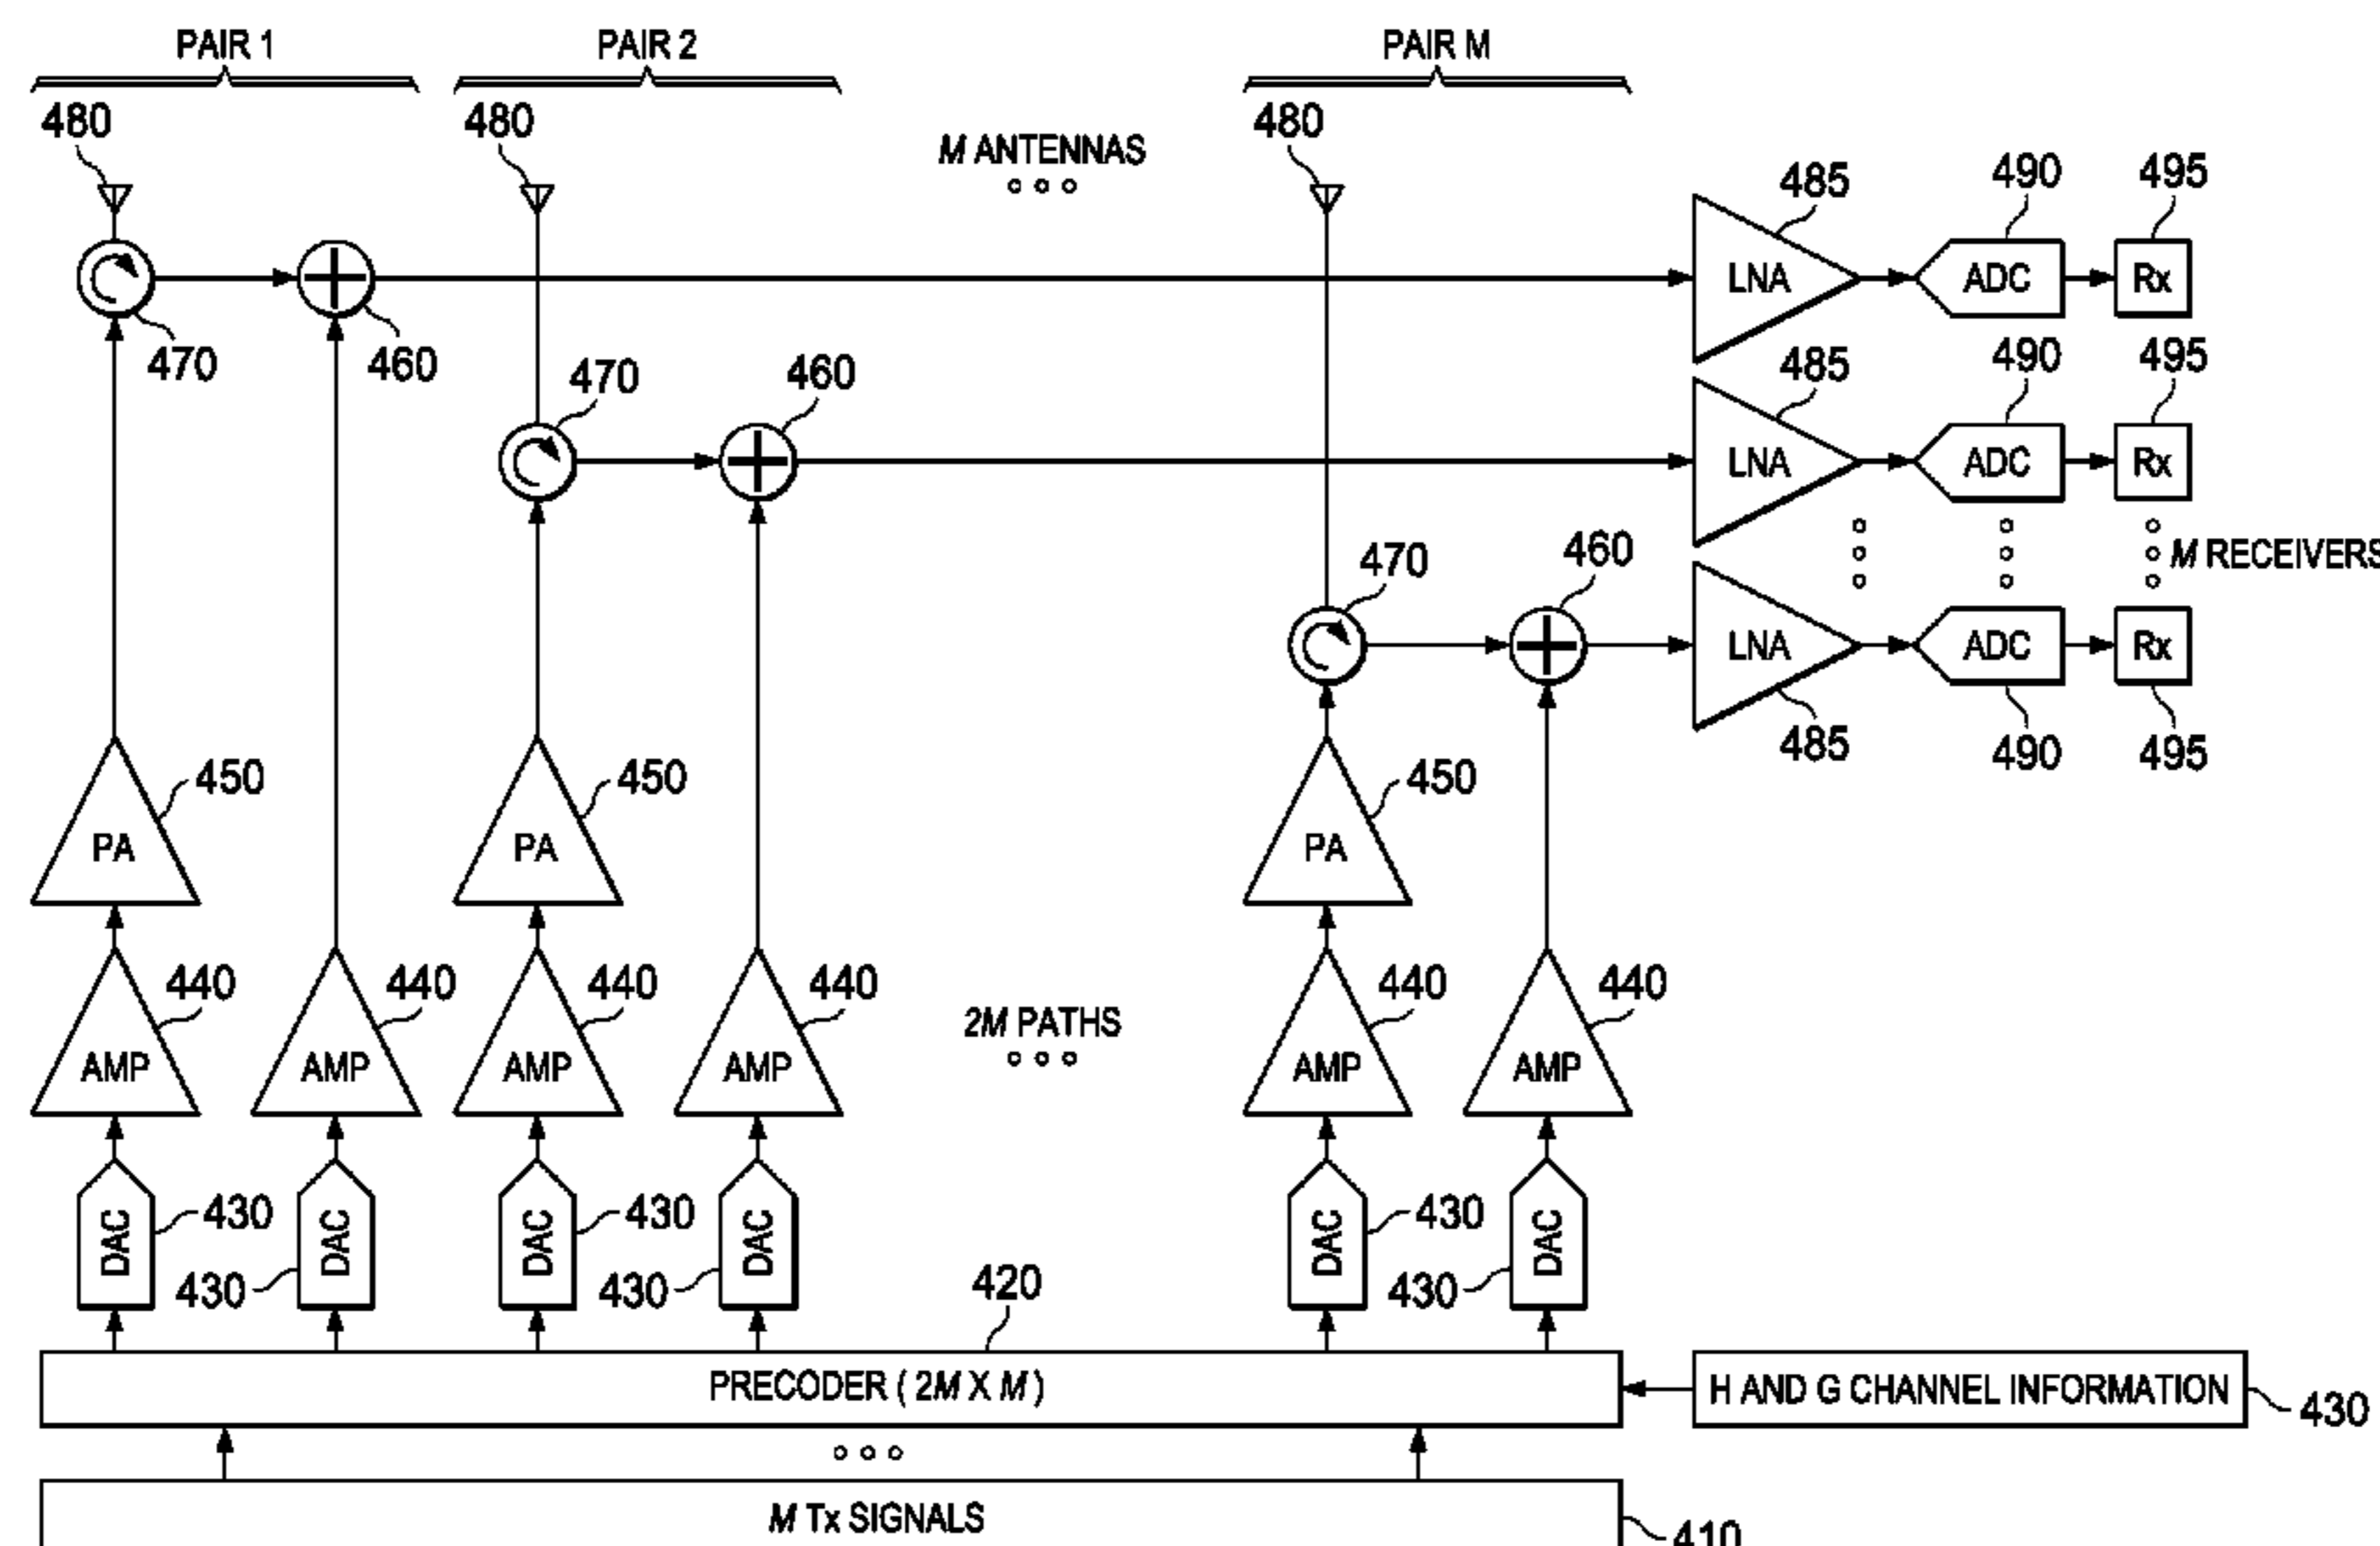 PAIR 1 PAIR 2 PAIR M
480 480 M ANTENNAS 480
485 490 495
LNA ADC Rx
470 460
470 460
485 490 495
LNA ADC Rx
470 460
M RECEIVERS
LNA ADC Rx
485 490 495
450 450 450
PA PA PA
440 440 440 440 440 440
2M PATHS
AMP AMP AMP AMP AMP AMP
DAC DAC DAC DAC DAC DAC
430 430 430
430 430 430
420
PRECODER ( 2M X M )
H AND G CHANNEL INFORMATION
430
M Tx SIGNALS
410